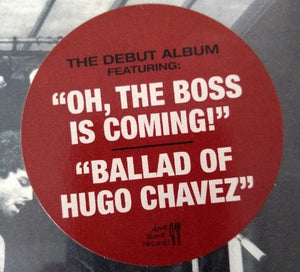 THE DEBUT ALBUM
FEATURING:
“OH, THE BOSS
IS COMING!”
“BALLAD OF
HUGO CHAVEZ”